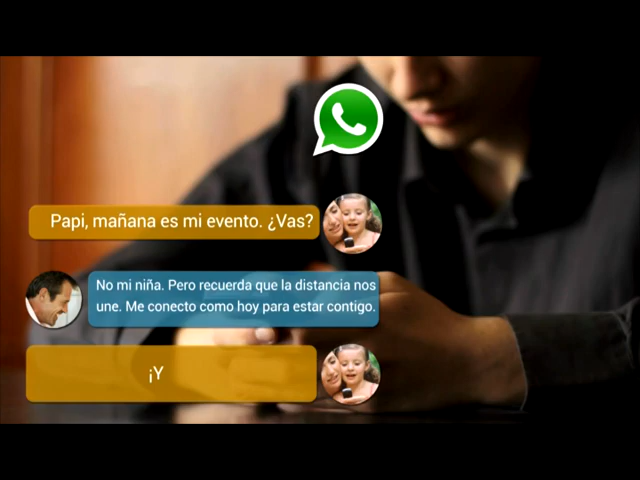 Papi, mañana es mi evento. ¿Vas?
No mi niña. Pero recuerda que la distancia nos
une. Me conecto como hoy para estar contigo.
¡Y